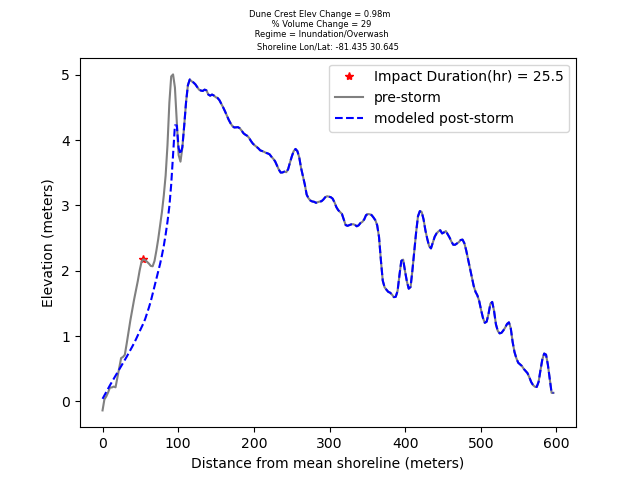 Dune Crest Elev Change = 0.98m
% Volume Change = 29
Regime = Inundation/Overwash
Shoreline Lon/Lat: -81.435 30.645
Impact Duration(hr) = 25.5
pre-storm
modeled post-storm
Elevation (meters)
5
4
3
2
1
0
0 100 200 300 400 500 600
Distance from mean shoreline (meters)